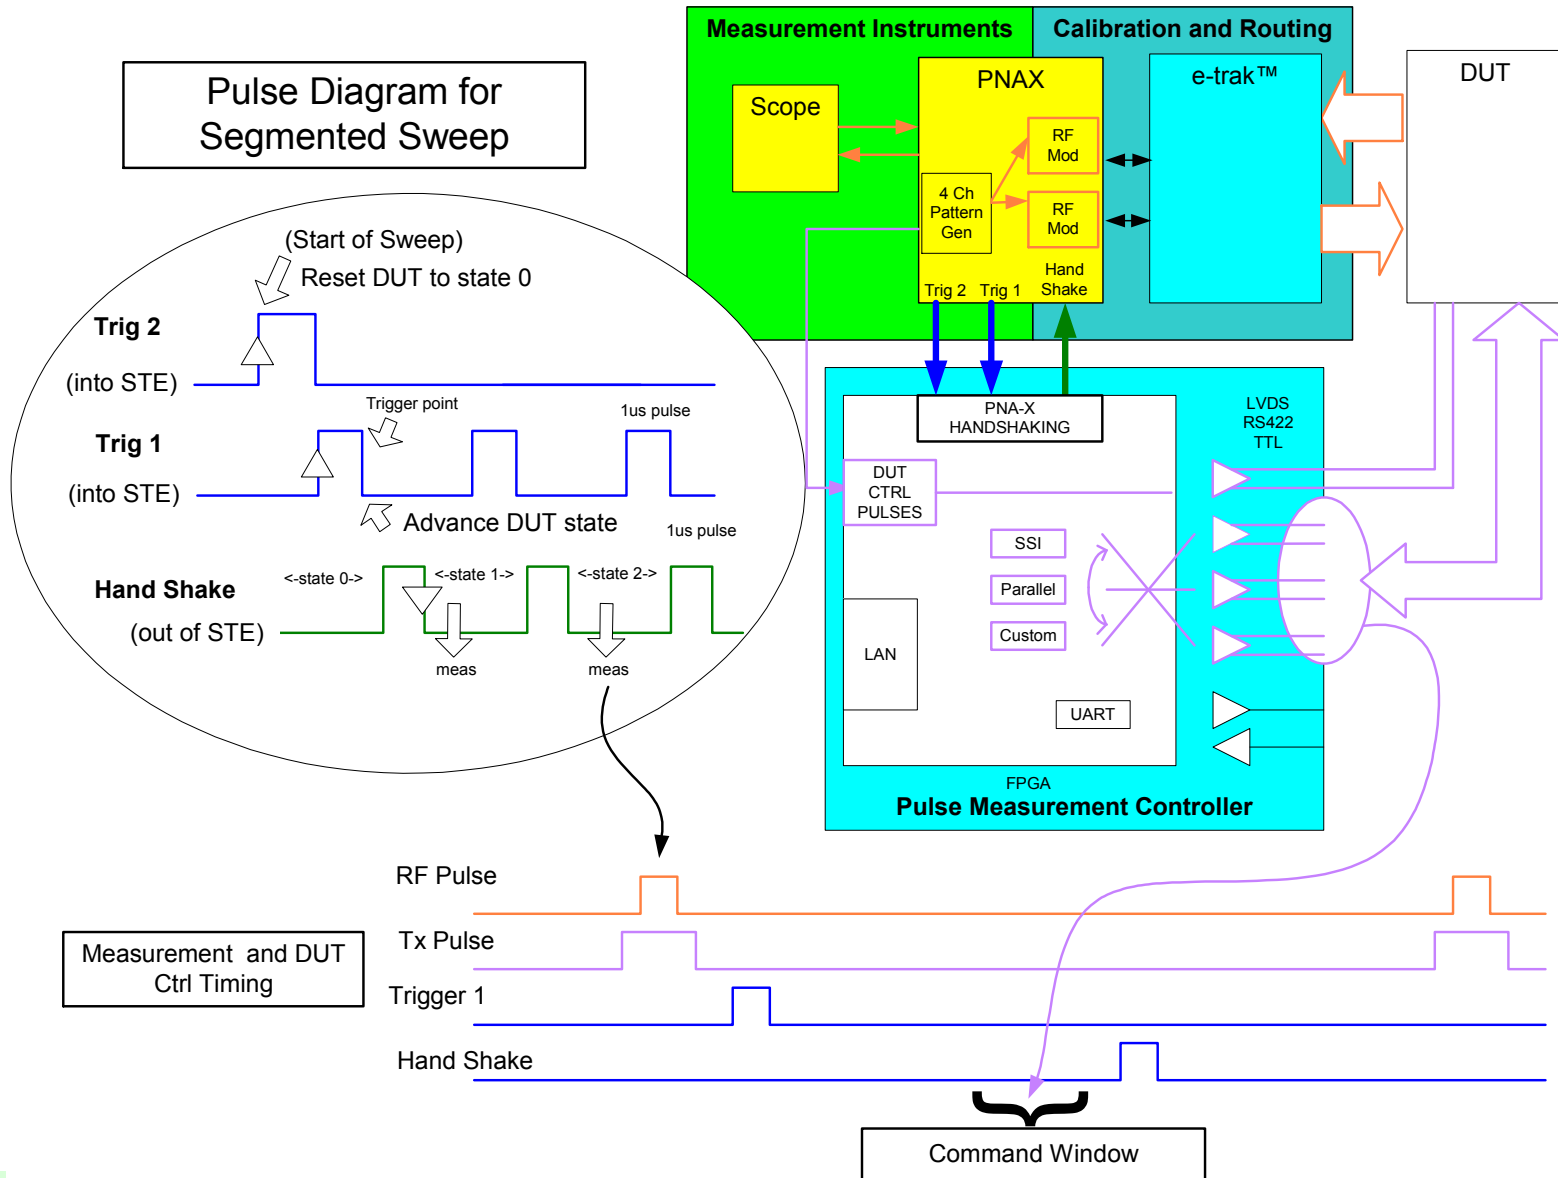 Measurement Instruments
Calibration and Routing
Pulse Diagram for
Segmented Sweep
Scope
PNAX
RF
Mod
4 Ch
Pattern
Gen
RF
Mod
Hand
Shake
Trig 2
Trig 1
e-trak™
DUT
(Start of Sweep)
Reset DUT to state 0
Trig 2
(into STE)
Trigger point
1us pulse
Trig 1
(into STE)
Advance DUT state
1us pulse
<-state 0->
<-state 1->
<-state 2->
Hand Shake
(out of STE)
meas
meas
PNA-X
HANDSHAKING
LVDS
RS422
TTL
DUT
CTRL
PULSES
SSI
Parallel
Custom
LAN
UART
FPGA
Pulse Measurement Controller
RF Pulse
Tx Pulse
Measurement and DUT
Ctrl Timing
Trigger 1
Hand Shake
Command Window